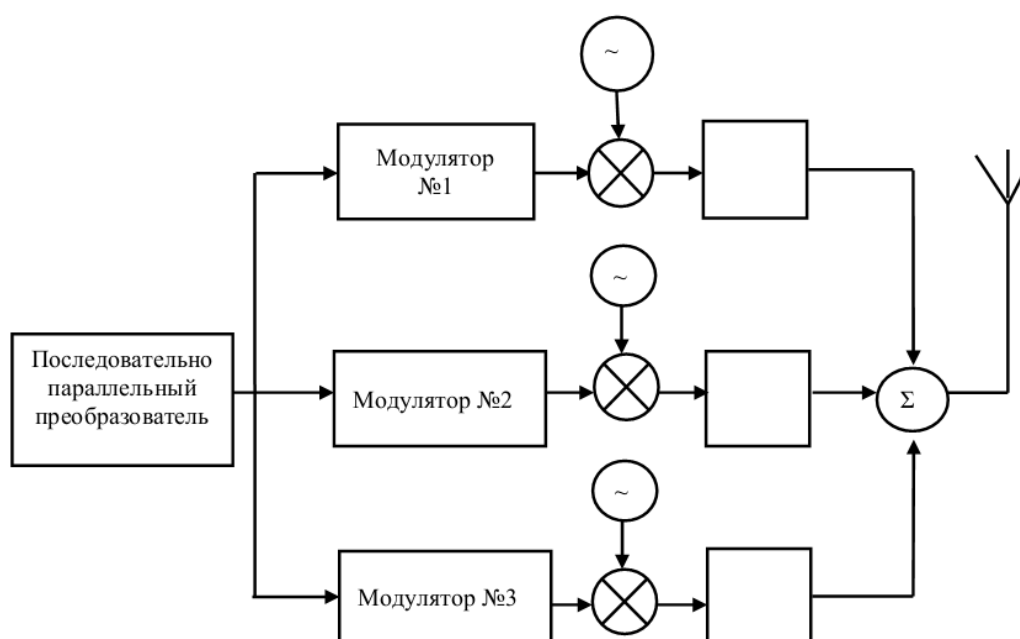 ~
Модулятор
№1
~
Последовательно
параллельный
преобразователь
Модулятор №2
Σ
~
Модулятор №3